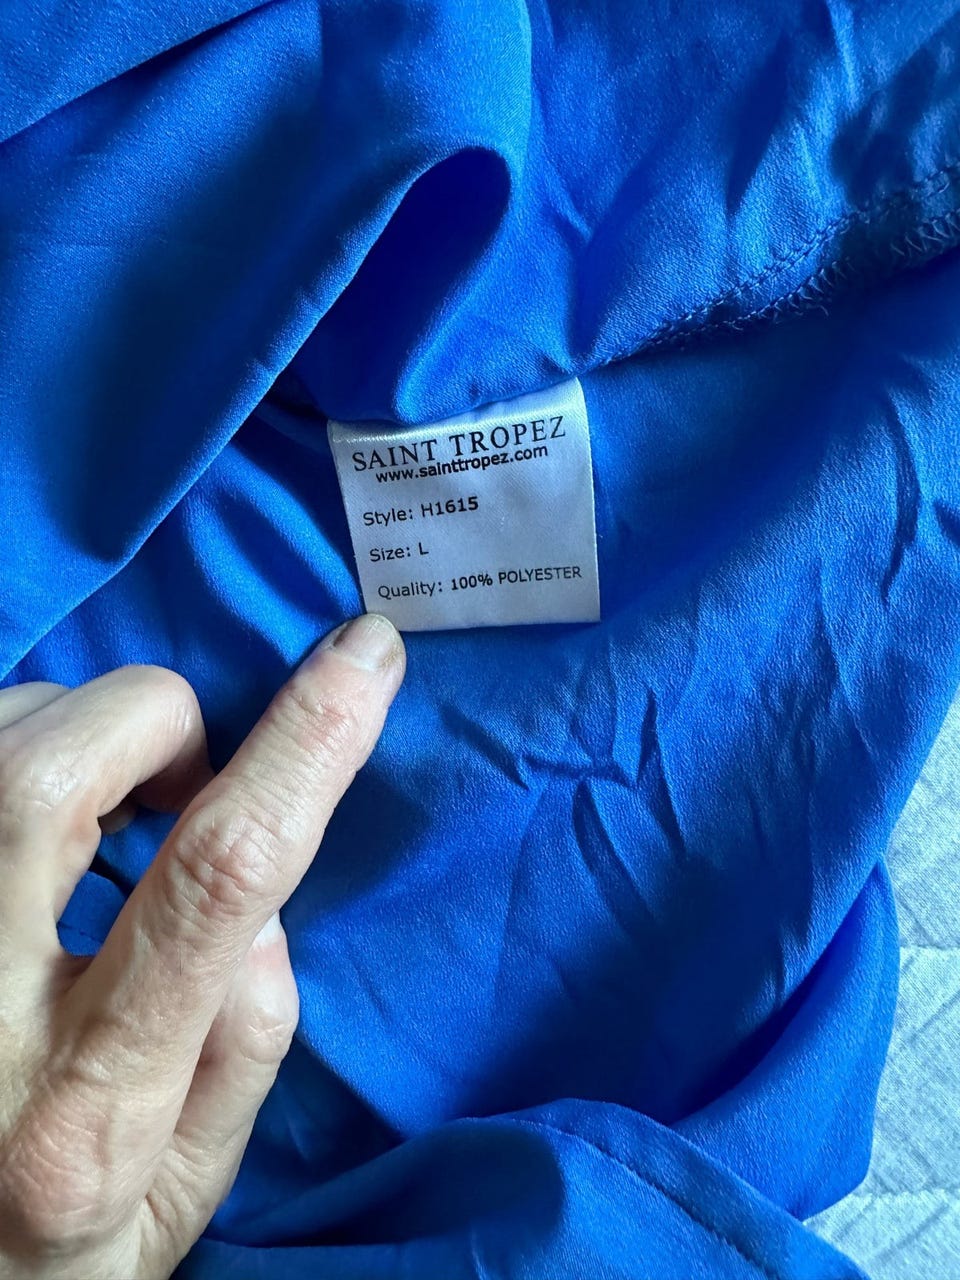 SAINT TROPEZ
www.sainttropez.com
Style: H1615
Size: L
Quality: 100% POLYESTER